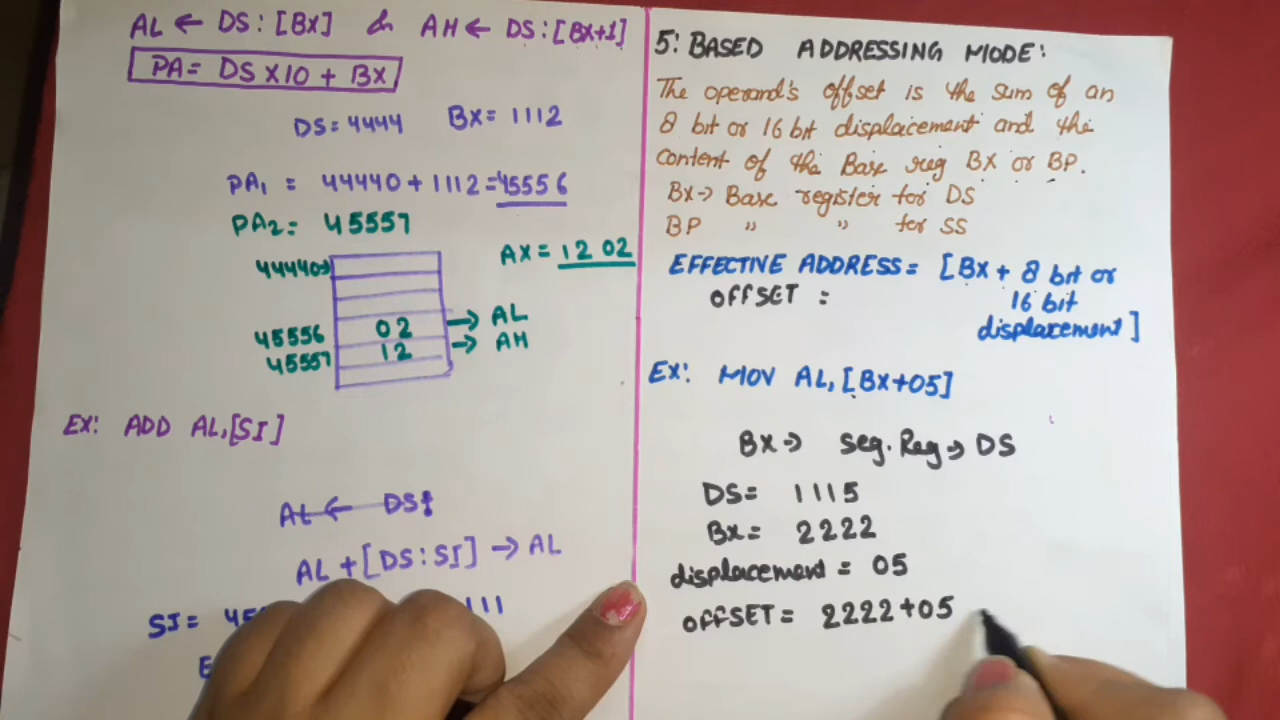 AL ← DS:[BX] & AH ← DS:[BX+1]
PA = DS X10 + BX
DS = 4444 BX = 1112
PA1 = 44440 + 1112 = 45556
PA2 = 45557
AX = 12 02
44440
45556 02 → AL
45557 12 → AH
EX: ADD AL,[SI]
AL ← DS:
AL + [DS:SI] → AL
SI =
5: BASED ADDRESSING MODE:
The operand's offset is the sum of an
8 bit or 16 bit displacement and the
content of the Base reg BX or BP.
BX → Base register for DS
BP " " for SS
EFFECTIVE ADDRESS = [BX + 8 bit or
OFFSET : 16 bit
displacement]
EX: MOV AL,[BX+05]
BX → Seg. Reg → DS
DS = 1115
BX = 2222
displacement = 05
OFFSET = 2222+05